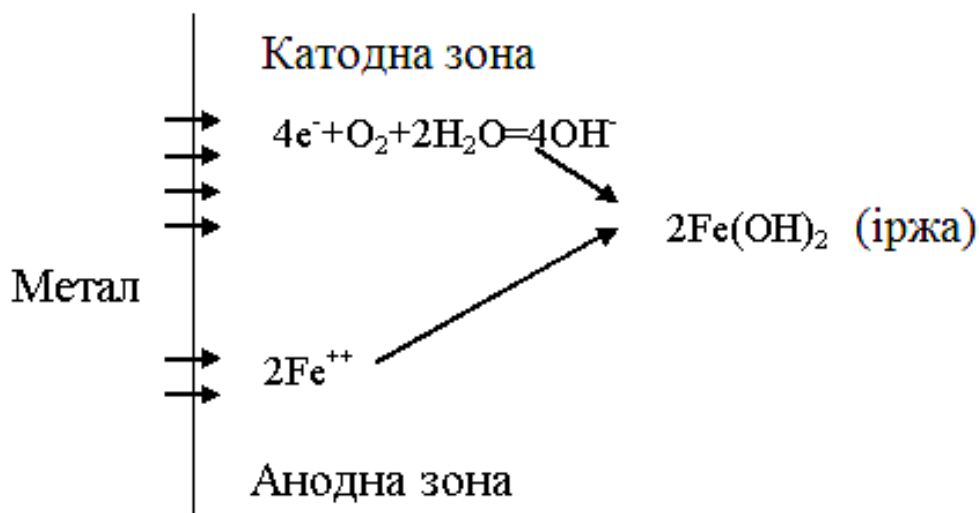 Катодна зона
4e⁻+O₂+2H₂O=4OH⁻
2Fe(OH)₂ (іржа)
Метал
2Fe⁺⁺
Анодна зона